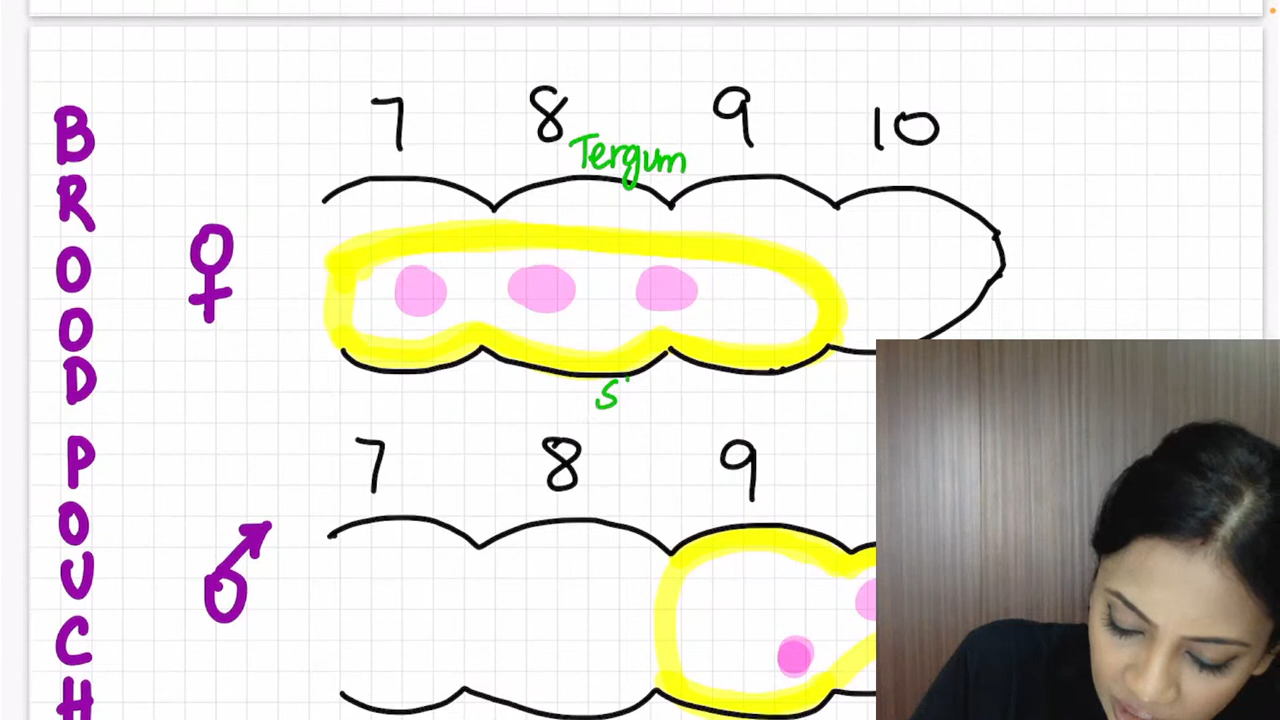 BROOD POUCH
7 8 9 10
Tergum
♀
S
7 8 9
♂